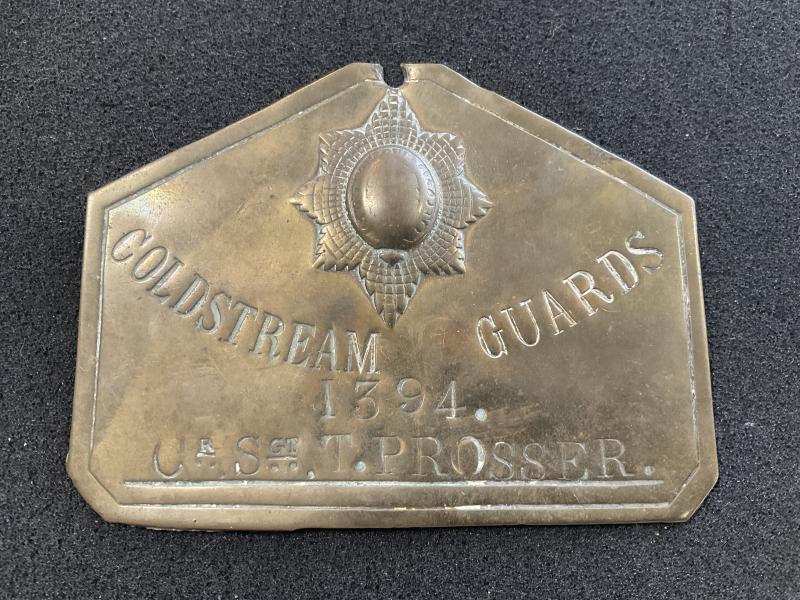 COLDSTREAM GUARDS
1394.
Cᴿ. Sᴳᵀ. T. PROSSER.